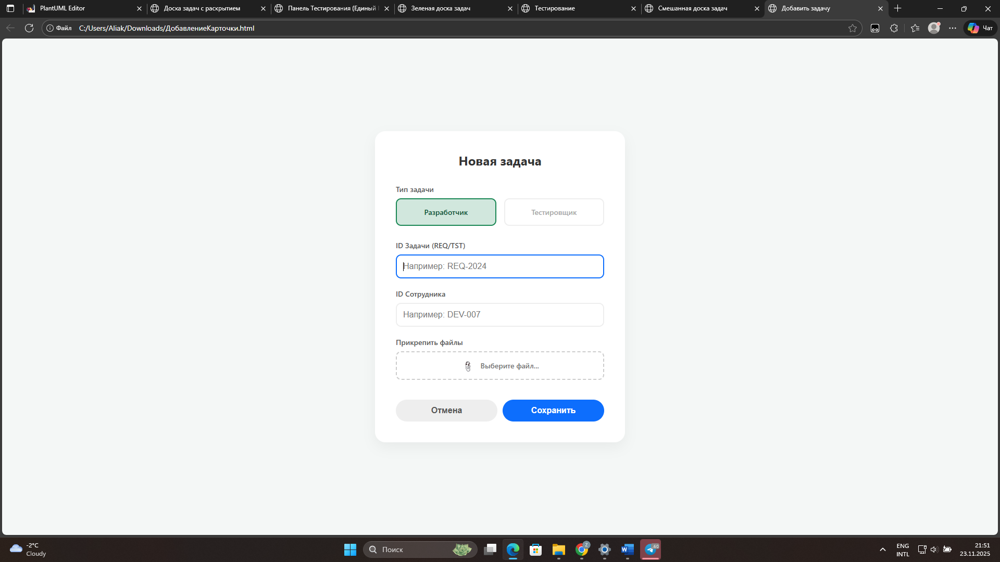 PlantUML Editor
Доска задач с раскрытием
Панель Тестирования (Единый
Зеленая доска задач
Тестирование
Смешанная доска задач
Добавить задачу
Файл
C:/Users/Aliak/Downloads/ДобавлениеКарточки.html
Чат
Новая задача
Тип задачи
Разработчик
Тестировщик
ID Задачи (REQ/TST)
Например: REQ-2024
ID Сотрудника
Например: DEV-007
Прикрепить файлы
Выберите файл...
Отмена
Сохранить
-2°C
Cloudy
Поиск
Z
W
60
ENG
INTL
21:51
23.11.2025